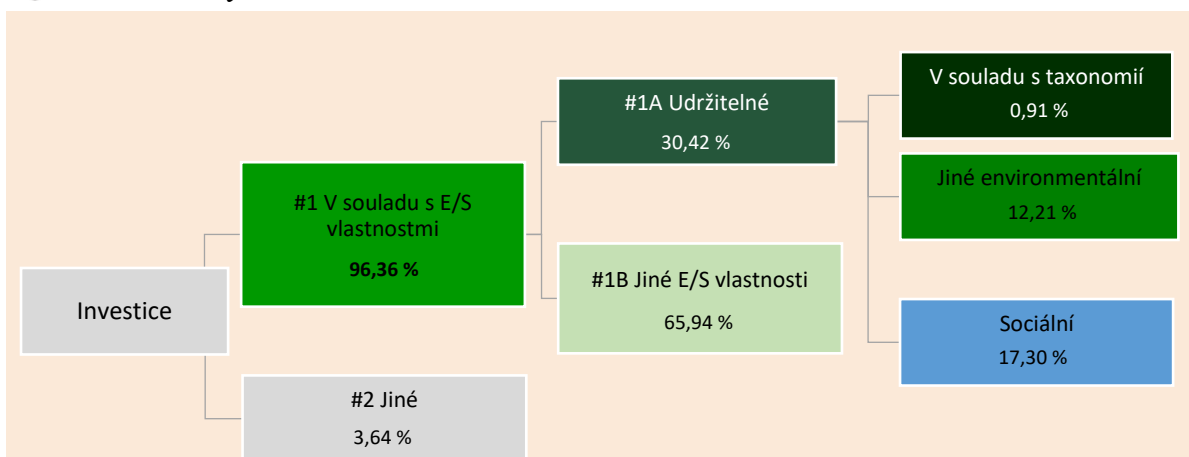 Investice
#1 V souladu s E/S
vlastnostmi
96,36 %
#2 Jiné
3,64 %
#1A Udržitelné
30,42 %
#1B Jiné E/S vlastnosti
65,94 %
V souladu s taxonomií
0,91 %
Jiné environmentální
12,21 %
Sociální
17,30 %